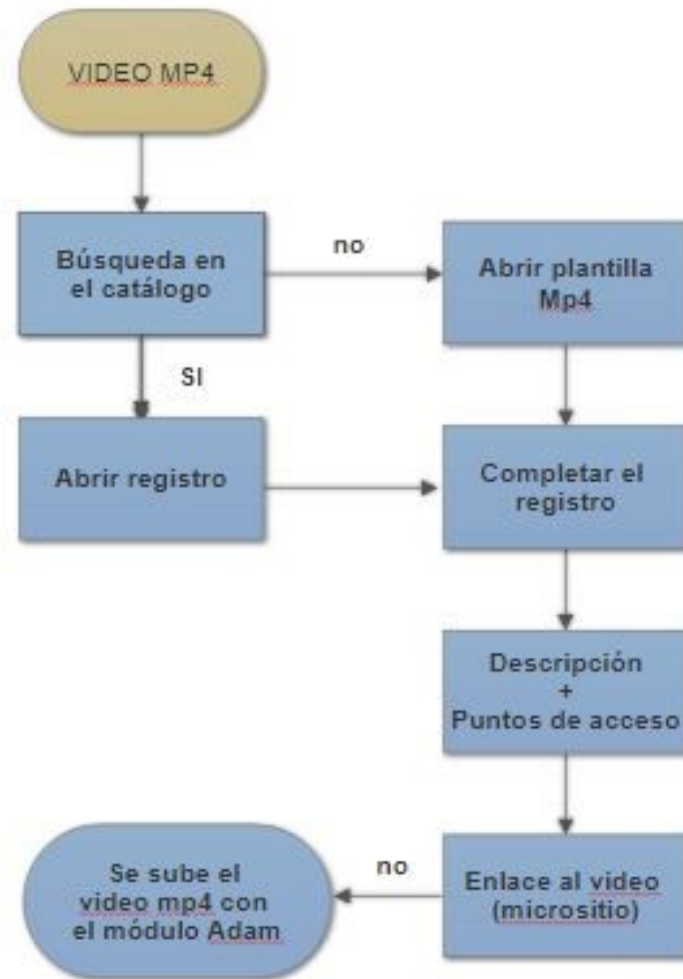 VIDEO MP4
Búsqueda en
el catálogo
no
Abrir plantilla
Mp4
SI
Abrir registro
Completar el
registro
Descripción
+
Puntos de acceso
Enlace al video
(micrositio)
no
Se sube el
video mp4 con
el módulo Adam